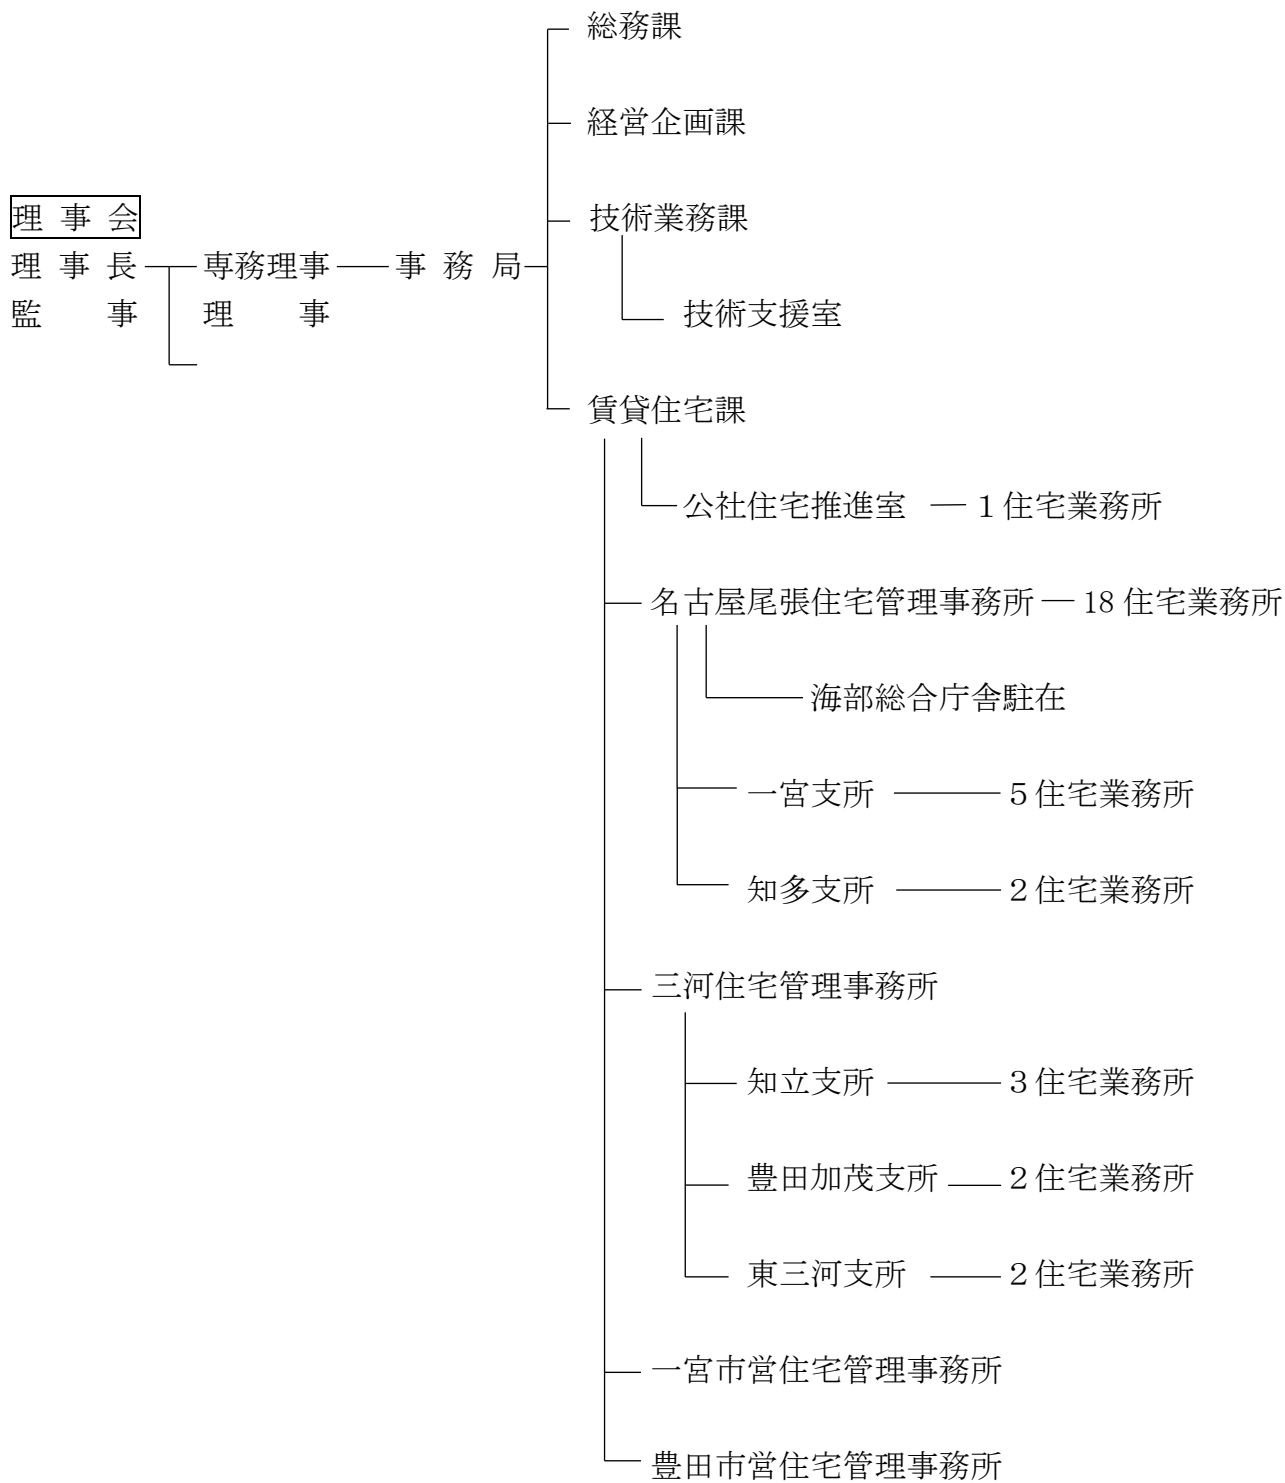 総務課
経営企画課
理事会
技術業務課
理事長 専務理事 事務局
監事 理事 技術支援室
賃貸住宅課
公社住宅推進室 1住宅業務所
名古屋尾張住宅管理事務所 18住宅業務所
海部総合庁舎駐在
一宮支所 5住宅業務所
知多支所 2住宅業務所
三河住宅管理事務所
知立支所 3住宅業務所
豊田加茂支所 2住宅業務所
東三河支所 2住宅業務所
一宮市営住宅管理事務所
豊田市営住宅管理事務所